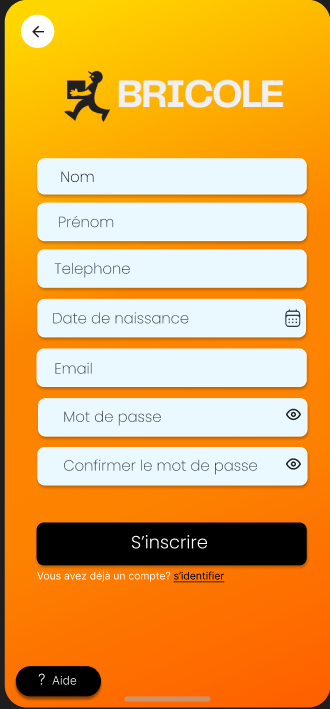 BRICOLE
Nom
Prénom
Telephone
Date de naissance
Email
Mot de passe
Confirmer le mot de passe
S'inscrire
Vous avez déjà un compte? s'identifier
? Aide